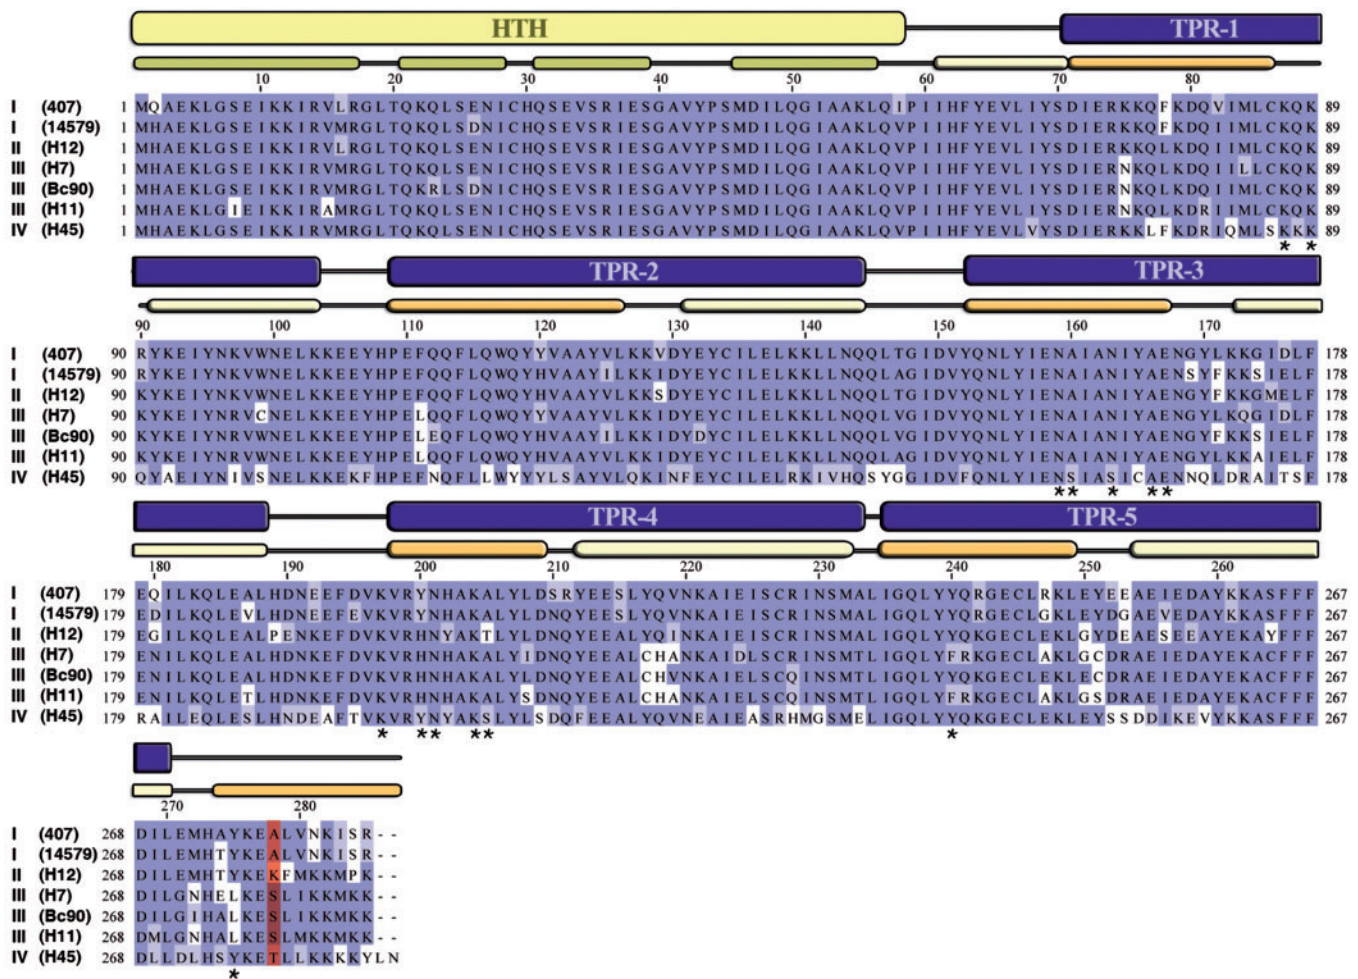 HTH TPR-1
10 20 30 40 50 60 70 80
I (407) 1 MQAEKLGSEIKKIRVLRGLTQKQLSENICHQSEVSRIESGAVYPSMDILQGIAAKLQIPIIHFYEVLIYSDIERKKQFKDQVIMLCKQK 89
I (14579) 1 MHAEKLGSEIKKIRVMRGLTQKQLSDNICHQSEVSRIESGAVYPSMDILQGIAAKLQVPIIHFYEVLIYSDIERKKQFKDQIIMLCKQK 89
II (H12) 1 MHAEKLGSEIKKIRVLRGLTQKQLSENICHQSEVSRIESGAVYPSMDILQGIAAKLQVPIIHFYEVLIYSDIERKKQLKDQIIMLCKQK 89
III (H7) 1 MHAEKLGSEIKKIRVMRGLTQKQLSENICHQSEVSRIESGAVYPSMDILQGIAAKLQVPIIHFYEVLIYSDIERNKQLKDQIILLCKQK 89
III (Bc90) 1 MHAEKLGSEIKKIRVMRGLTQKRLSDNICHQSEVSRIESGAVYPSMDILQGIAAKLQVPIIHFYEVLIYSDIERNKQLKDQIIMLCKQK 89
III (H11) 1 MHAEKLGIEIKKIRAMRGLTQKQLSENICHQSEVSRIESGAVYPSMDILQGIAAKLQVPIIHFYEVLIYSDIERNKQLKDRIIMLCKQK 89
IV (H45) 1 MHAEKLGSEIKKIRVMRGLTQKQLSENICHQSEVSRIESGAVYPSMDILQGIAAKLQVPIIHFYEVLVYSDIERKKLFKDRIQMLSKKK 89
* *
TPR-2 TPR-3
90 100 110 120 130 140 150 160 170
I (407) 90 RYKEIYNKVWNELKKEEYHPEFQQFLQWQYYVAAYVLKKVDYEYCILELKKLLNQQLTGIDVYQNLYIENAIANIYAENGYLKKGIDLF 178
I (14579) 90 RYKEIYNKVWNELKKEEYHPEFQQFLQWQYHVAAYILKKIDYEYCILELKKLLNQQLAGIDVYQNLYIENAIANIYAENSYFKKSIELF 178
II (H12) 90 KYKEIYNKVWNELKKEEYHPEFQQFLQWQYHVAAYVLKKSDYEYCILELKKLLNQQLAGIDVYQNLYIENAIANIYAENGYFKKGMELF 178
III (H7) 90 KYKEIYNRVCNELKKEEYHPELQQFLQWQYYVAAYVLKKIDYEYCILELKKLLNQQLVGIDVYQNLYIENAIANIYAENGYLKQGIDLF 178
III (Bc90) 90 KYKEIYNRVWNELKKEEYHPELEQFLQWQYHVAAYILKKIDYDYCILELKKLLNQQLVGIDVYQNLYIENAIANIYAENGYFKKSIELF 178
III (H11) 90 KYKEIYNRVWNELKKEEYHPELQQFLQWQYHVAAYVLKKIDYEYCILELKKLLNQQLVGIDVYQNLYIENAIANIYAENGYLKKAIELF 178
IV (H45) 90 QYAEIYNIVSNELKKEKFHPEFNQFLLWYYYLSAYVLQKINFEYCILELRKIVHQSYGGIDVFQNLYIENSIASICAENNQLDRAITSF 178
** * **
TPR-4 TPR-5
180 190 200 210 220 230 240 250 260
I (407) 179 EQILKQLEALHDNEEFDVKVRYNHAKALYLDSRYEESLYQVNKAIEISCRINSMALIGQLYYQRGECLRKLEYEEAEIEDAYKKASFFF 267
I (14579) 179 EDILKQLEVLHDNEEFEVKVRYNHAKALYLDNQYEESLYQVNKAIEISCRINSMALIGQLYYQKGECLGKLEYDGAEVEDAYKKASFFF 267
II (H12) 179 EGILKQLEALPENKEFDVKVRHNYAKTLYLDNQYEEALYQINKAIEISCRINSMALIGQLYYQKGECLEKLGYDEAESEEAYEKAYFFF 267
III (H7) 179 ENILKQLEALHDNKEFDVKVRHNHAKALYIDNQYEEALCHANKAIDLSCRINSMTLIGQLYFRKGECLAKLGCDRAEIEDAYEKACFFF 267
III (Bc90) 179 ENILKQLEALHDNKEFDVKVRHNHAKALYLDNQYEEALCHVNKAIELSCQINSMTLIGQLYYQKGECLEKLECDRAEIEDAYEKACFFF 267
III (H11) 179 ENILKQLETLHDNKEFDVKVRHNHAKALYSDNQYEEALCHANKAIELSCRINSMTLIGQLYFRKGECLAKLGSDRAEIEDAYEKACFFF 267
IV (H45) 179 RAILEQLESLHNDEAFTVKVRYNYAKSLYLSDQFEEALYQVNEAIEASRHMGSMELIGQLYYQKGECLEKLEYSSDDIKEVYKKASFFF 267
* ** ** *
270 280
I (407) 268 DILEMHAYKEALVNKISR--
I (14579) 268 DILEMHTYKEALVNKISR--
II (H12) 268 DILEMHTYKEKFMKKMPK--
III (H7) 268 DILGNHELKESLIKKMKK--
III (Bc90) 268 DILGIHALKESLIKKMKK--
III (H11) 268 DMLGNHALKESLMKKMKK--
IV (H45) 268 DLLDLHSYKETLLKKKKYLN
*